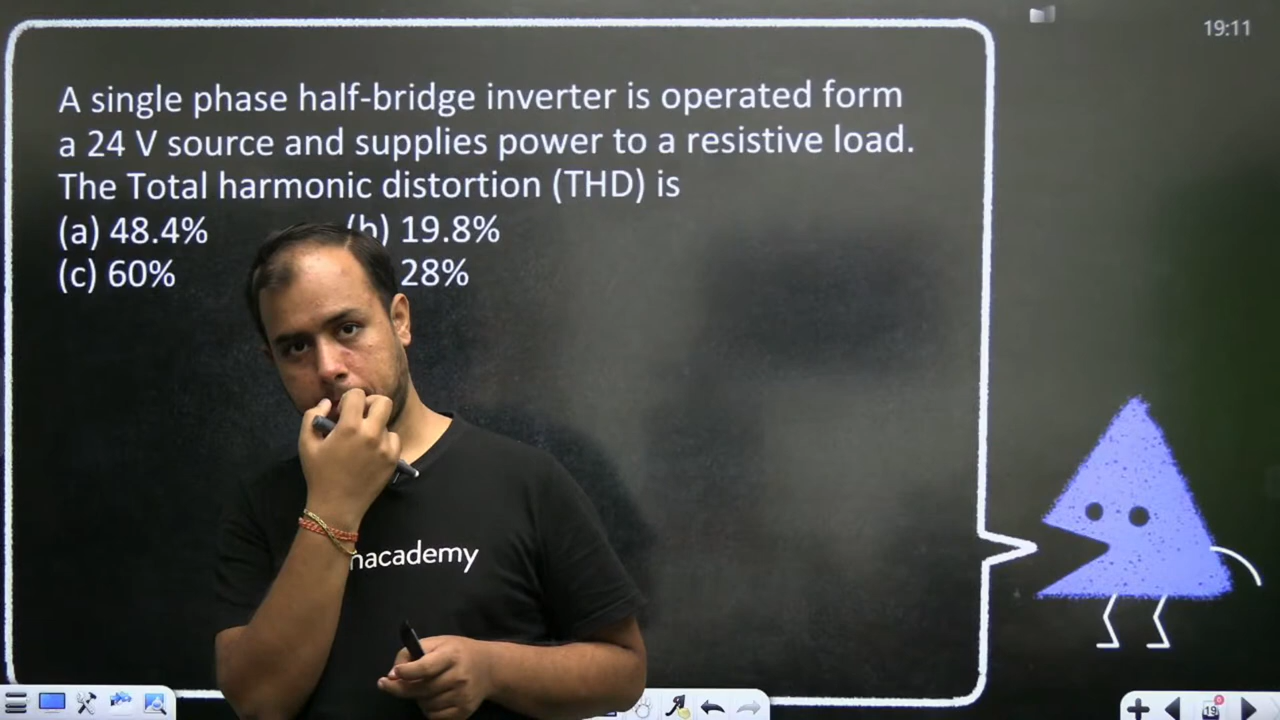 19:11
A single phase half-bridge inverter is operated form
a 24 V source and supplies power to a resistive load.
The Total harmonic distortion (THD) is
(a) 48.4% (b) 19.8%
(c) 60% 28%
nacademy
19